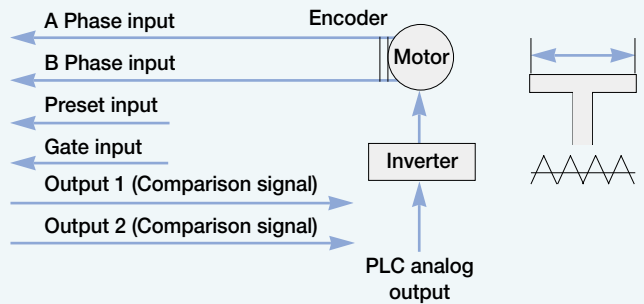 A Phase input
Encoder
Motor
B Phase input
Preset input
Gate input
Inverter
Output 1 (Comparison signal)
Output 2 (Comparison signal)
PLC analog
output